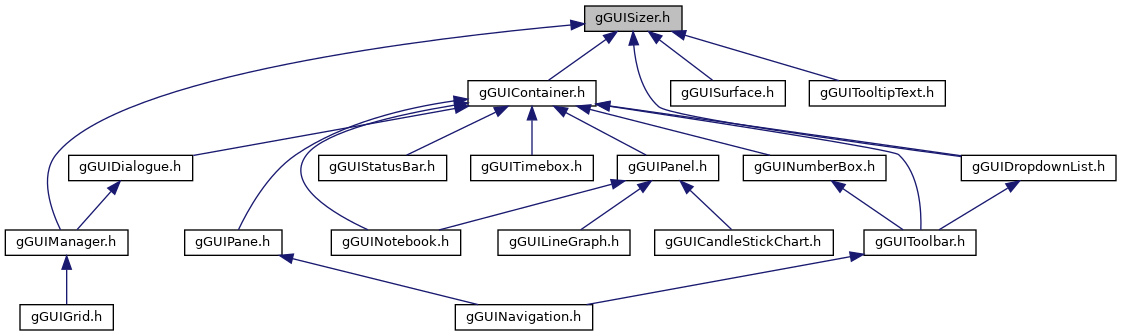 gGUISizer.h
gGUIContainer.h
gGUISurface.h
gGUITooltipText.h
gGUIDialogue.h
gGUIStatusBar.h
gGUITimebox.h
gGUIPanel.h
gGUINumberBox.h
gGUIDropdownList.h
gGUIManager.h
gGUIPane.h
gGUINotebook.h
gGUILineGraph.h
gGUICandleStickChart.h
gGUIToolbar.h
gGUIGrid.h
gGUINavigation.h